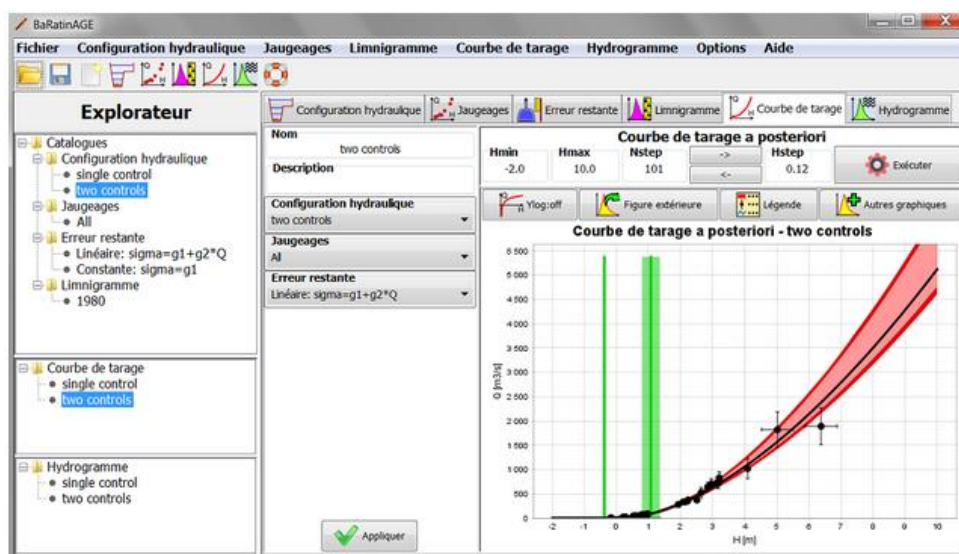 BaRatinAGE
Fichier Configuration hydraulique Jaugeages Limnigramme Courbe de tarage Hydrogramme Options Aide
Explorateur
Catalogues
Configuration hydraulique
single control
two controls
Jaugeages
All
Erreur restante
Linéaire: sigma=g1+g2*Q
Constante: sigma=g1
Limnigramme
1980
Courbe de tarage
single control
two controls
Hydrogramme
single control
two controls
Configuration hydraulique Jaugeages Erreur restante Limnigramme Courbe de tarage Hydrogramme
Nom
two controls
Description
Configuration hydraulique
two controls
Jaugeages
All
Erreur restante
Linéaire: sigma=g1+g2*Q
Appliquer
Courbe de tarage a posteriori
Hmin Hmax Nstep -> Hstep
-2.0 10.0 101 <- 0.12
Exécuter
Ylog:off Figure extérieure Légende Autres graphiques
Courbe de tarage a posteriori - two controls
Q [m3/s]
6 500
6 000
5 500
5 000
4 500
4 000
3 500
3 000
2 500
2 000
1 500
1 000
500
0
-2 -1 0 1 2 3 4 5 6 7 8 9 10
H [m]